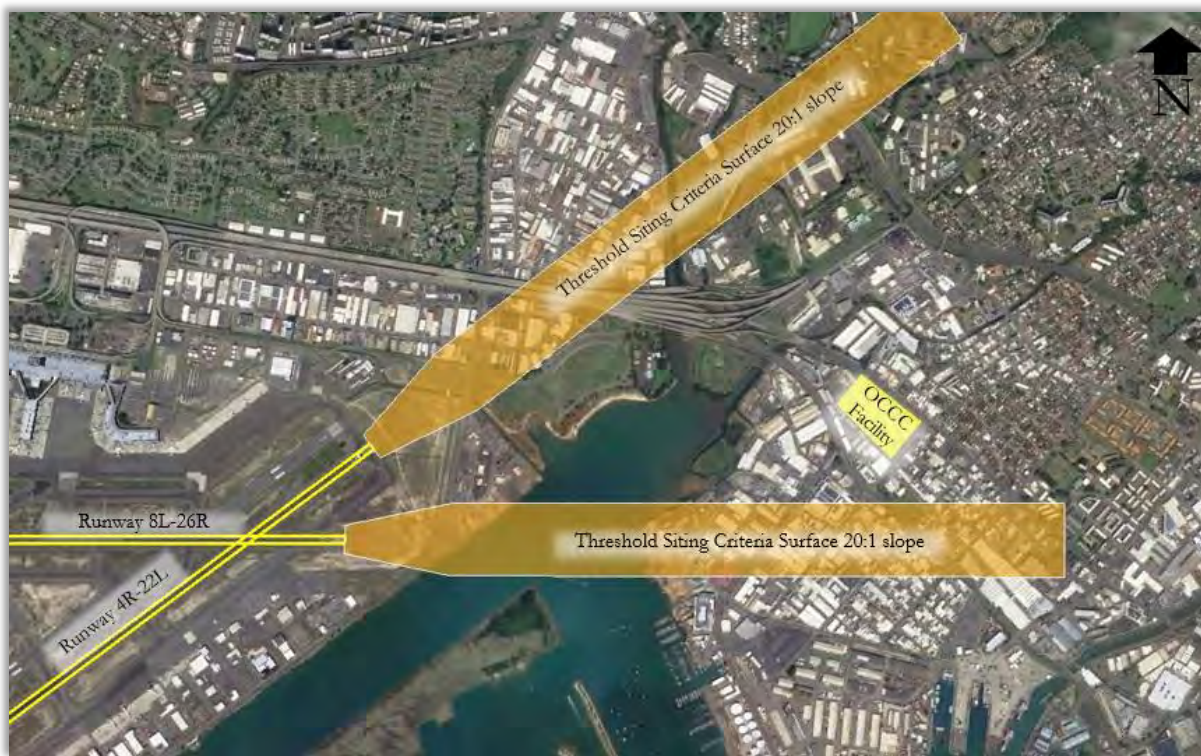 N
Threshold Siting Criteria Surface 20:1 slope
OCCC
Facility
Runway 8L-26R
Threshold Siting Criteria Surface 20:1 slope
Runway 4R-22L